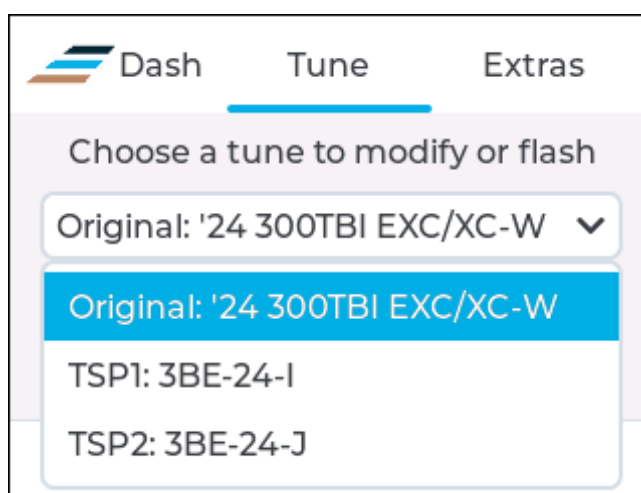 Dash Tune Extras
Choose a tune to modify or flash
Original: '24 300TBI EXC/XC-W
Original: '24 300TBI EXC/XC-W
TSP1: 3BE-24-I
TSP2: 3BE-24-J